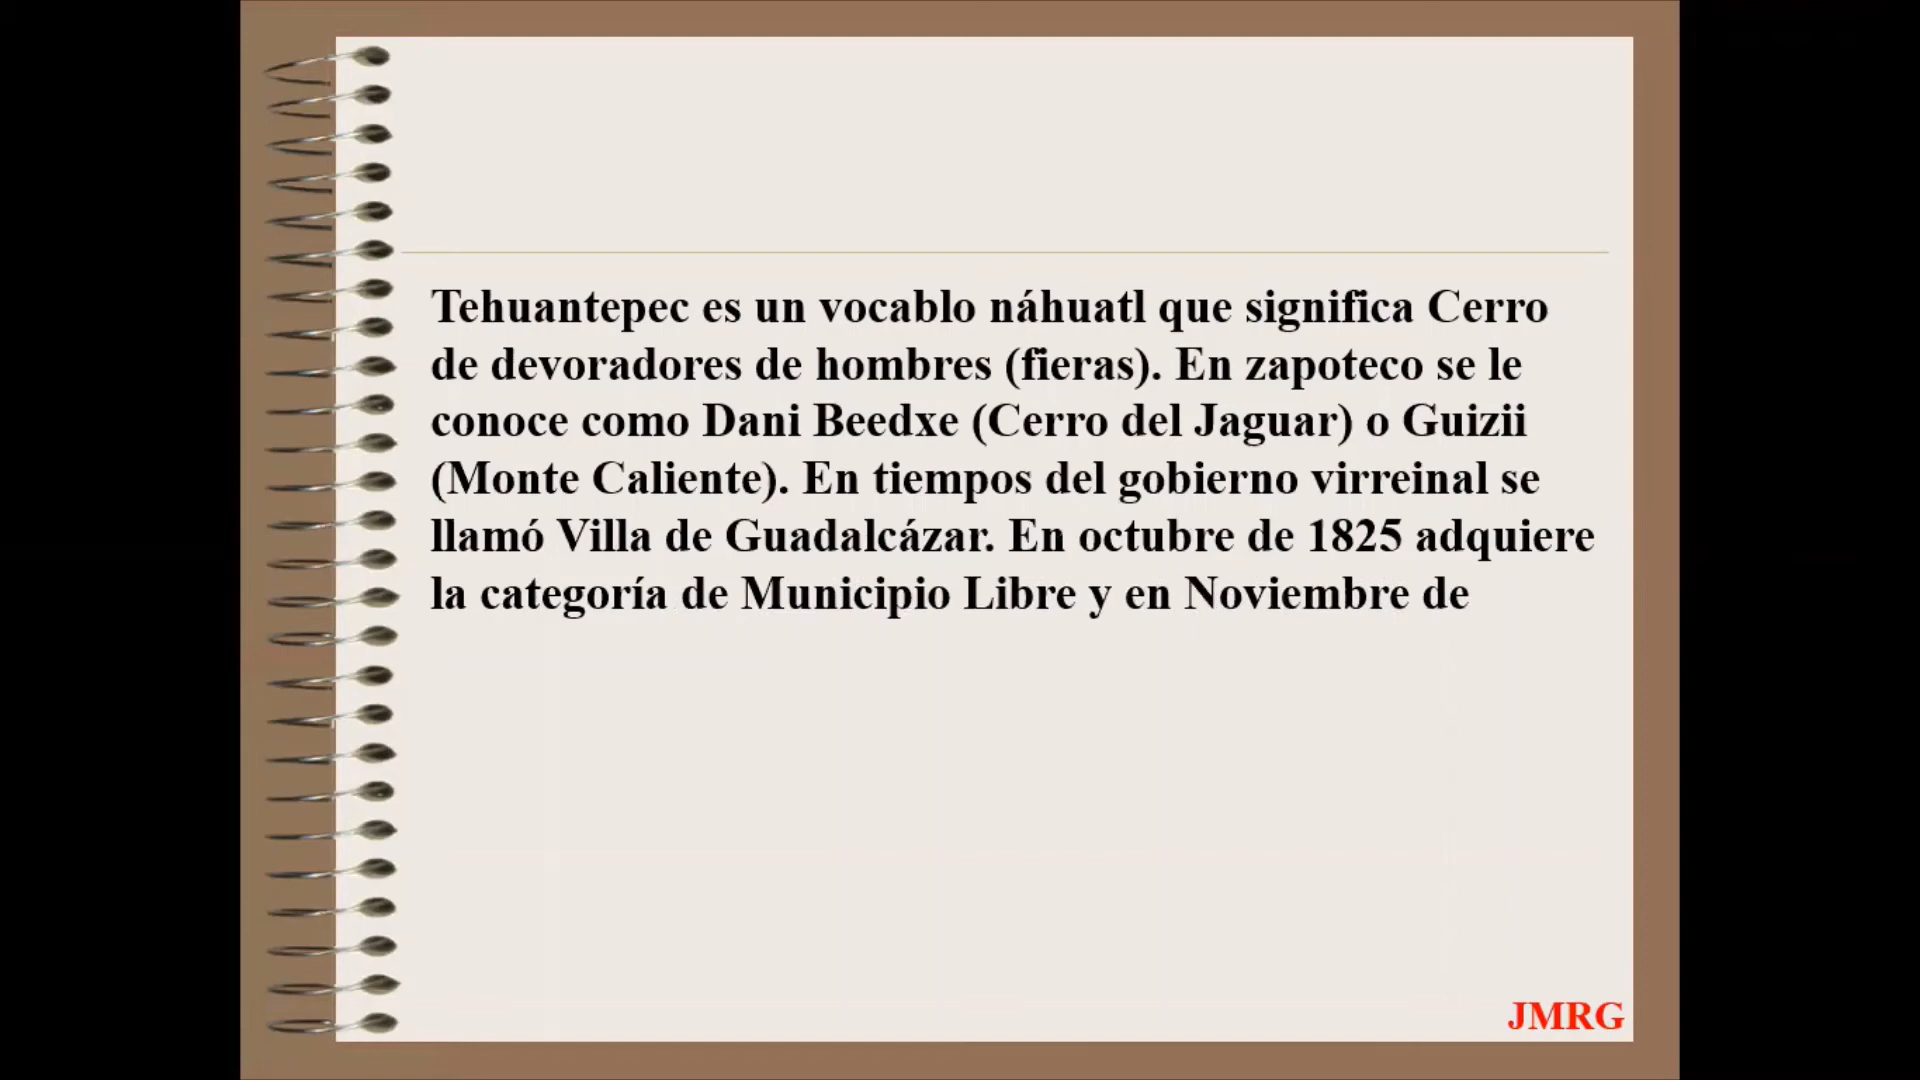 Tehuantepec es un vocablo náhuatl que significa Cerro
de devoradores de hombres (fieras). En zapoteco se le
conoce como Dani Beedxe (Cerro del Jaguar) o Guizii
(Monte Caliente). En tiempos del gobierno virreinal se
llamó Villa de Guadalcázar. En octubre de 1825 adquiere
la categoría de Municipio Libre y en Noviembre de
JMRG